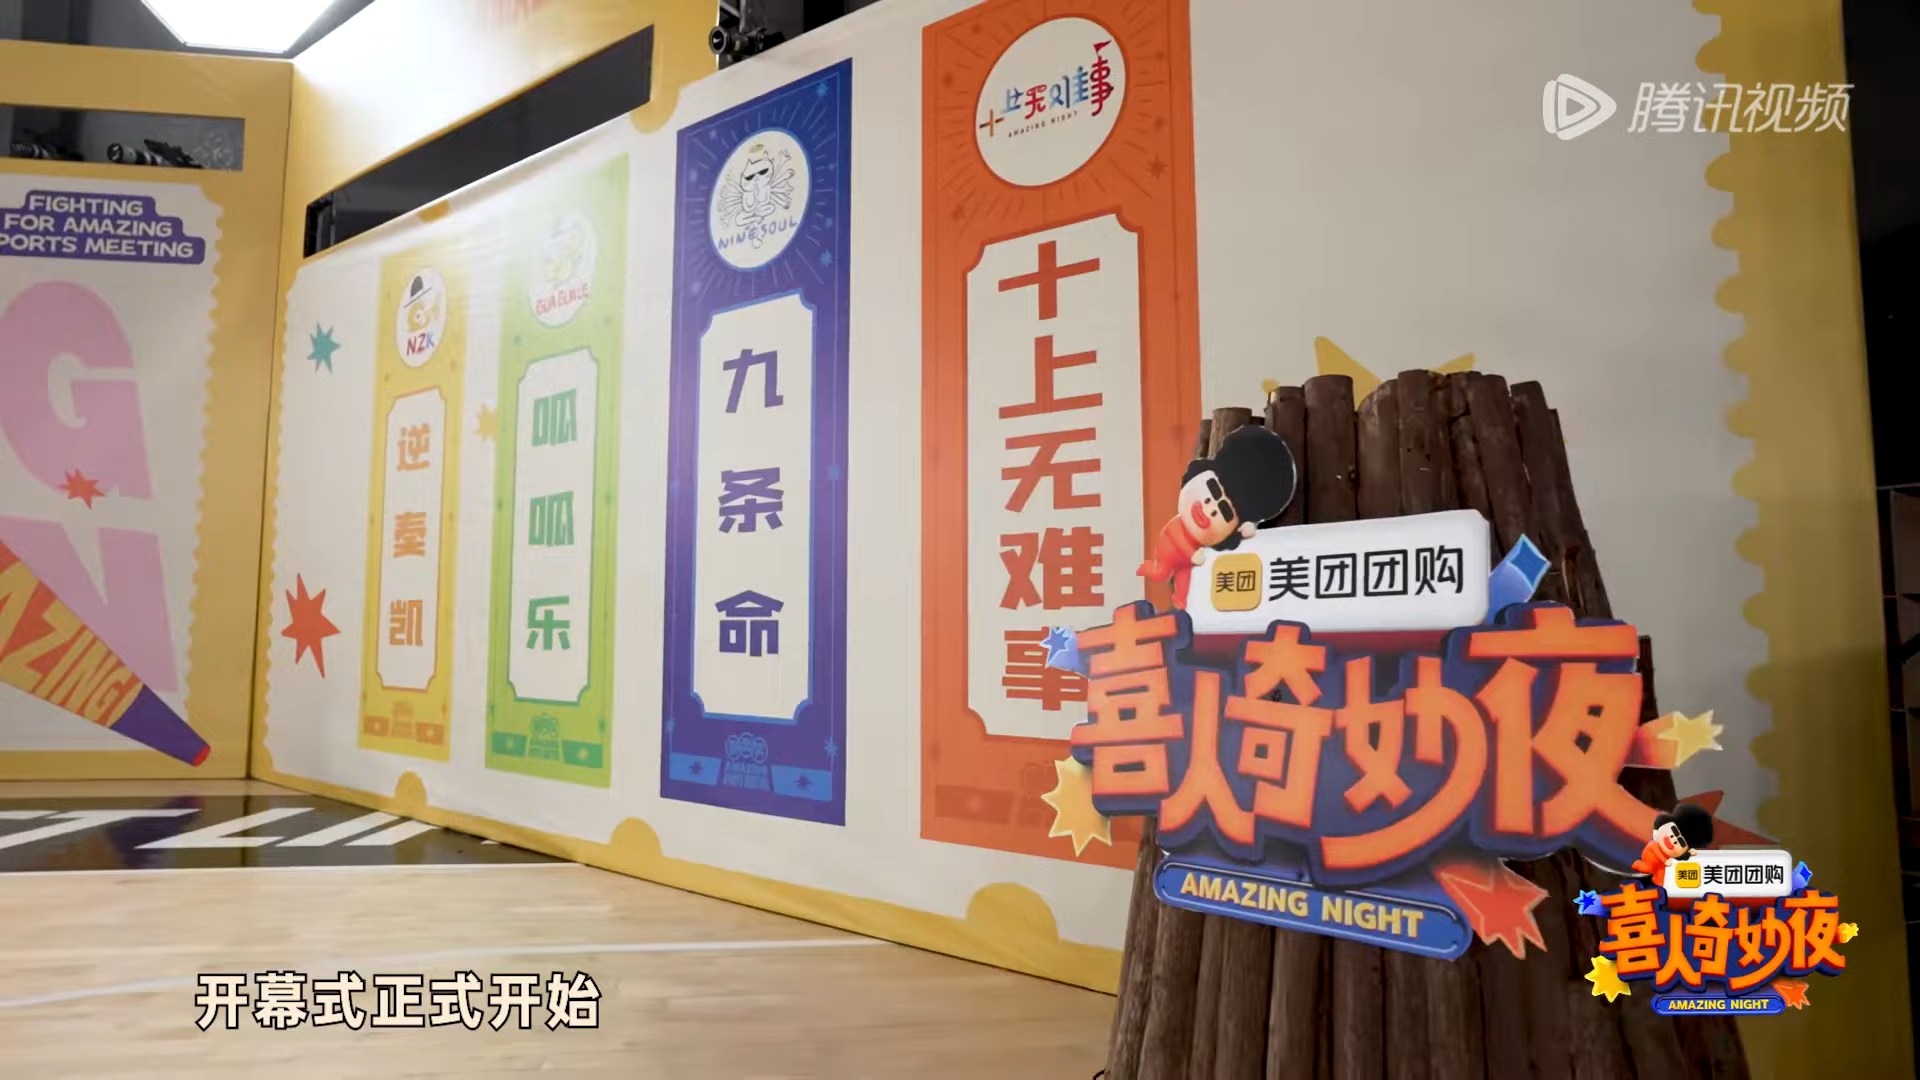 腾讯视频
FIGHTING
FOR AMAZING
PORTS MEETING
GN
AZING!
NZK
逆袭凯
GUAGUALE
呱呱乐
NINE SOUL
九条命
十上无难事
AMAZING NIGHT
十上无难事
美团 美团团购
喜人奇妙夜
AMAZING NIGHT
美团 美团团购
喜人奇妙夜
AMAZING NIGHT
开幕式正式开始